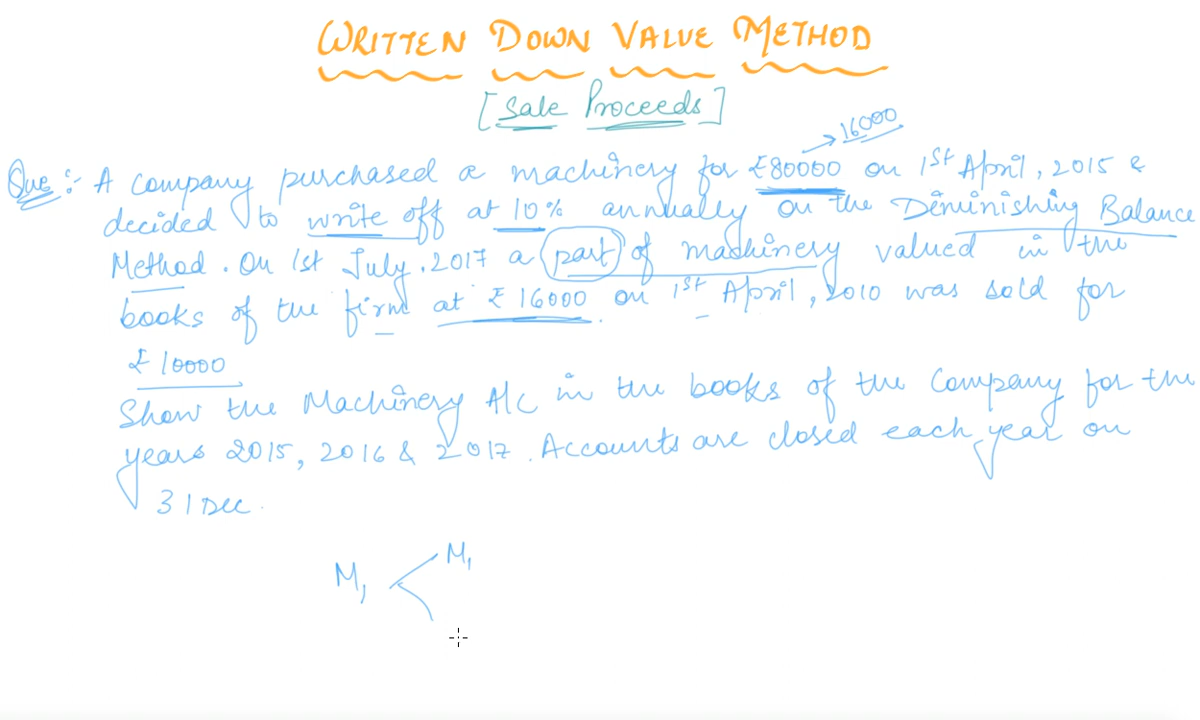 WRITTEN DOWN VALUE METHOD
[Sale Proceeds]
→ 16000
Que :- A Company purchased a machinery for ₹80000 on 1st April, 2015 &
decided to write off at 10% annually on the Deminishing Balance
Method. On 1st July, 2017 a (part) of machinery valued in the
books of the firm at ₹ 16000 on 1st April, 2010 was sold for
₹ 10000
Show the Machinery A/C in the books of the Company for the
years 2015, 2016 & 2017. Accounts are closed each year on
31 Dec.
M1 < M1